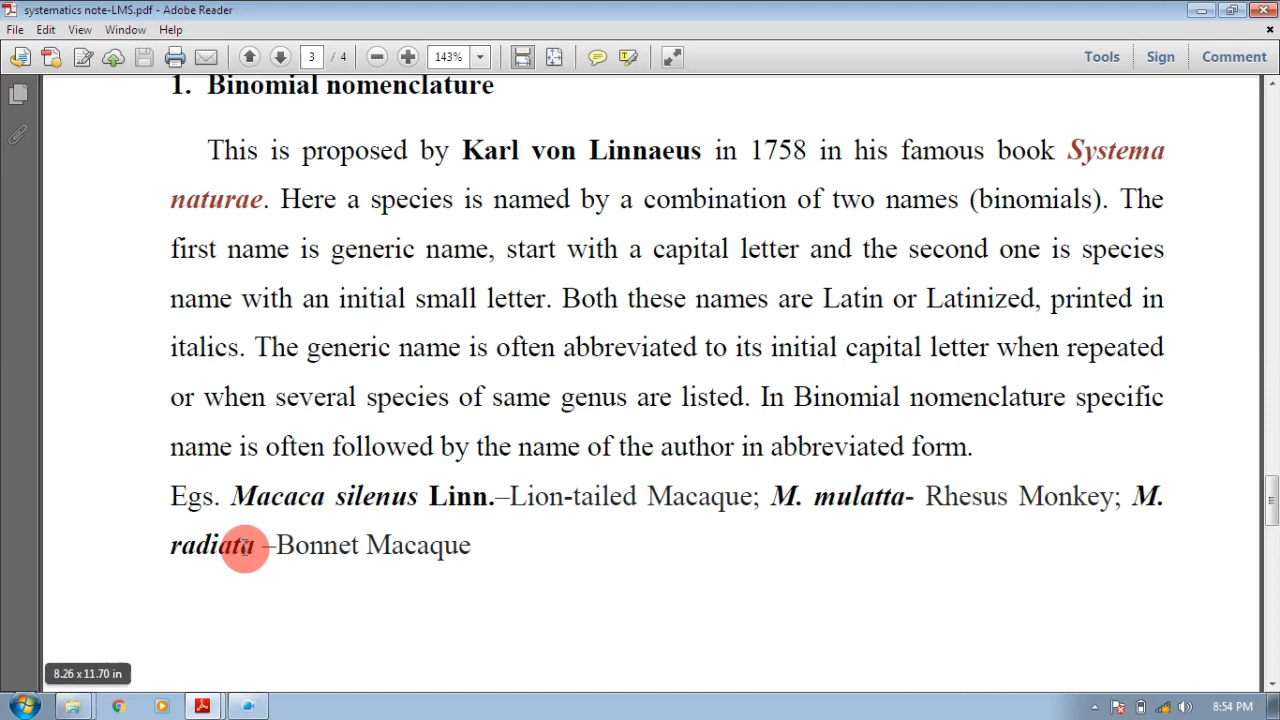 systematics note-LMS.pdf - Adobe Reader
File Edit View Window Help
3 / 4 143% Tools Sign Comment
1. Binomial nomenclature
This is proposed by Karl von Linnaeus in 1758 in his famous book Systema
naturae. Here a species is named by a combination of two names (binomials). The
first name is generic name, start with a capital letter and the second one is species
name with an initial small letter. Both these names are Latin or Latinized, printed in
italics. The generic name is often abbreviated to its initial capital letter when repeated
or when several species of same genus are listed. In Binomial nomenclature specific
name is often followed by the name of the author in abbreviated form.
Egs. Macaca silenus Linn.–Lion-tailed Macaque; M. mulatta- Rhesus Monkey; M.
radiata –Bonnet Macaque
8.26 x 11.70 in
8:54 PM